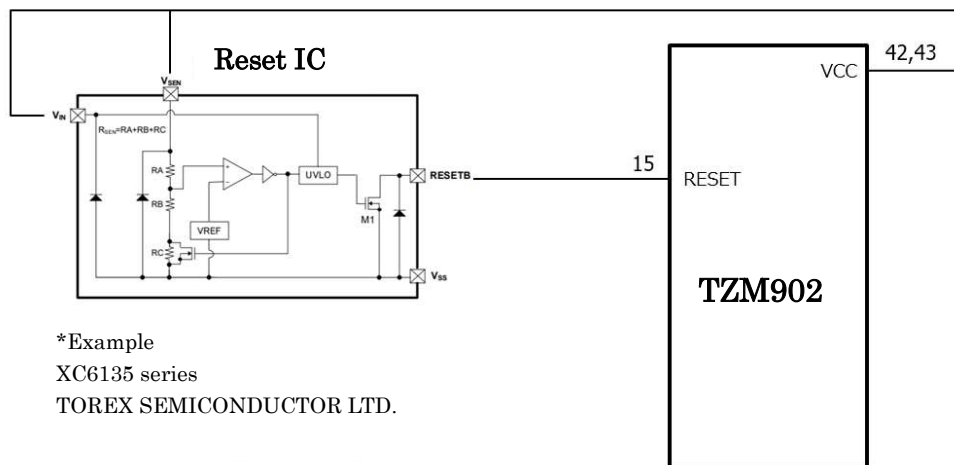 Reset IC
VSEN
VIN
RSEN=RA+RB+RC
RA
RB
RC
+
−
VREF
UVLO
M1
RESETB
VSS
15
RESET
VCC
42,43
TZM902
*Example
XC6135 series
TOREX SEMICONDUCTOR LTD.